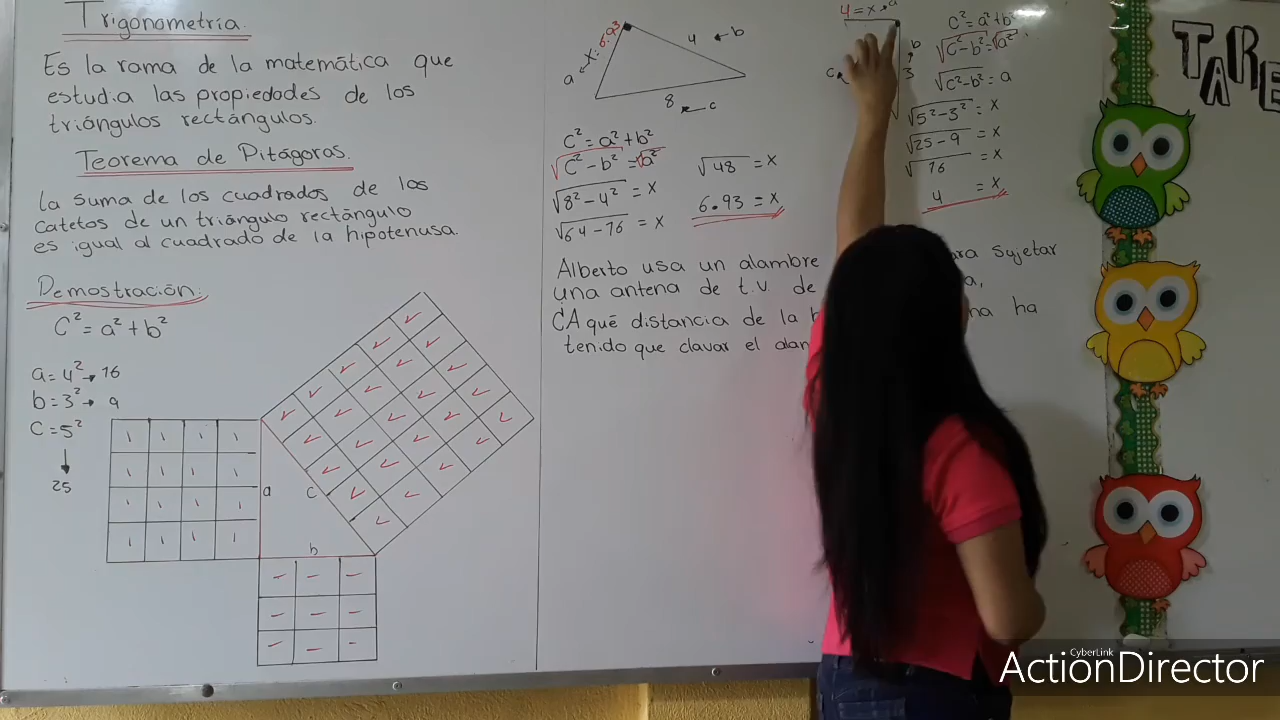 Trigonometría.
Es la rama de la matemática que
estudia las propiedades de los
triángulos rectángulos.
Teorema de Pitágoras.
la suma de los cuadrados de los
catetos de un triángulo rectángulo
es igual al cuadrado de la hipotenusa.
Demostración:
C² = a² + b²
a = 4² → 16
b = 3² → 9
C = 5²
25
a
c
b
a
X
6.93
4
b
8
c
C² = a² + b²
√C² - b² = √a²
√8² - 4² = X
√64 - 16 = X
√48 = X
6.93 = X
4 = X
a
b
3
c
C² = a² + b²
√C² - b² = √a²
√C² - b² = a
√5² - 3² = X
√25 - 9 = X
√16 = X
4 = X
Alberto usa un alambre
sujetar
una antena de t.v. de
CA qué distancia de la
ha
tenido que clavar el
TARE
CyberLink
ActionDirector